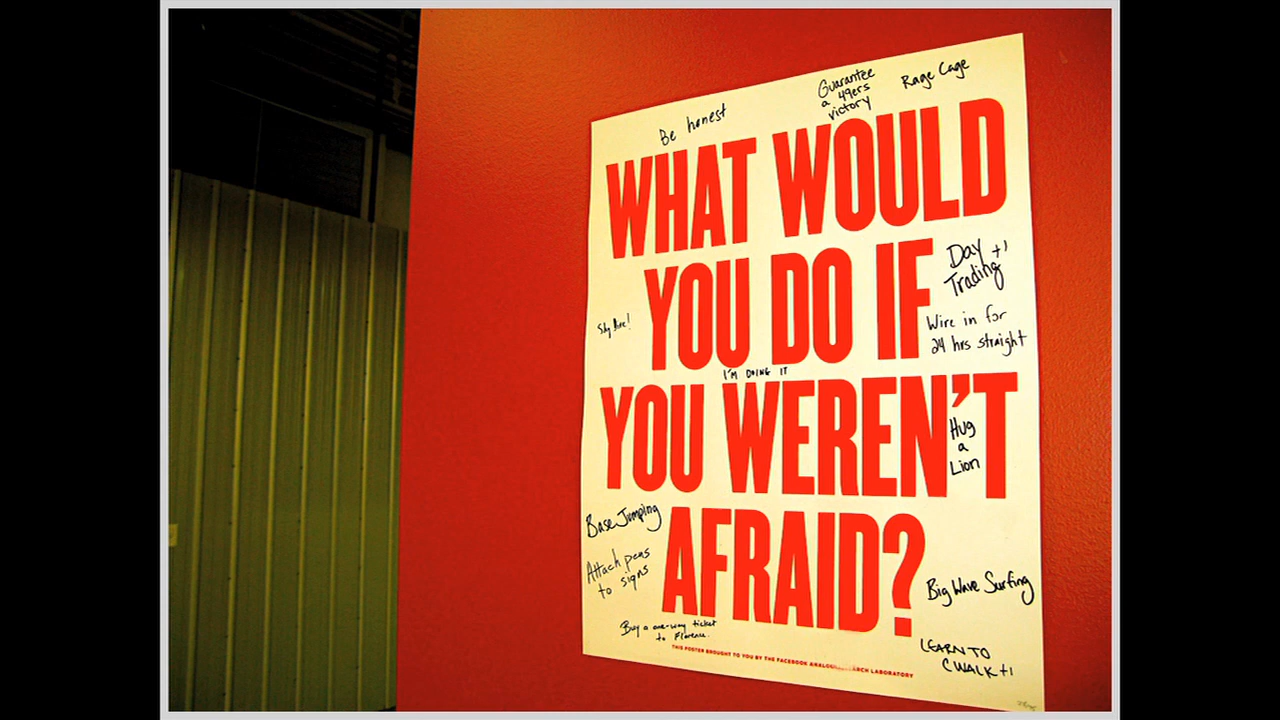 Be honest
Guarantee
a 49ers
victory
Rage Cage
WHAT WOULD
YOU DO IF
Day +1
Trading
Sky Dive!
Wire in for
24 hrs straight
I'M DOING IT
YOU WEREN'T
Hug
a
Lion
Base Jumping
AFRAID?
Attach pens
to signs
Big Wave Surfing
Buy a one-way ticket
to Florence.
LEARN TO
CWALK +1
THIS POSTER BROUGHT TO YOU BY THE FACEBOOK ANALOG RESEARCH LABORATORY